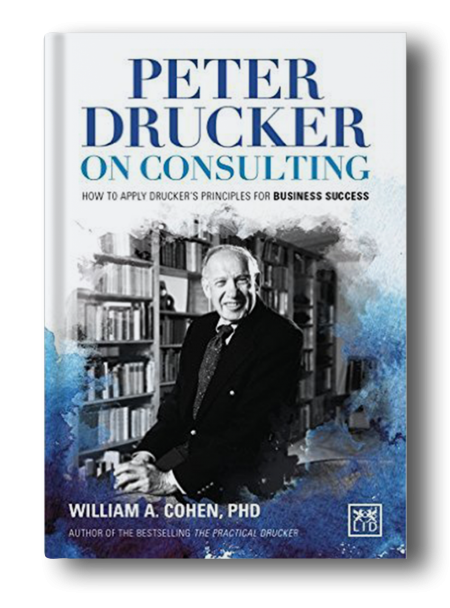 PETER
DRUCKER
ON CONSULTING
HOW TO APPLY DRUCKER'S PRINCIPLES FOR BUSINESS SUCCESS
WILLIAM A. COHEN, PHD
AUTHOR OF THE BESTSELLING THE PRACTICAL DRUCKER
LID